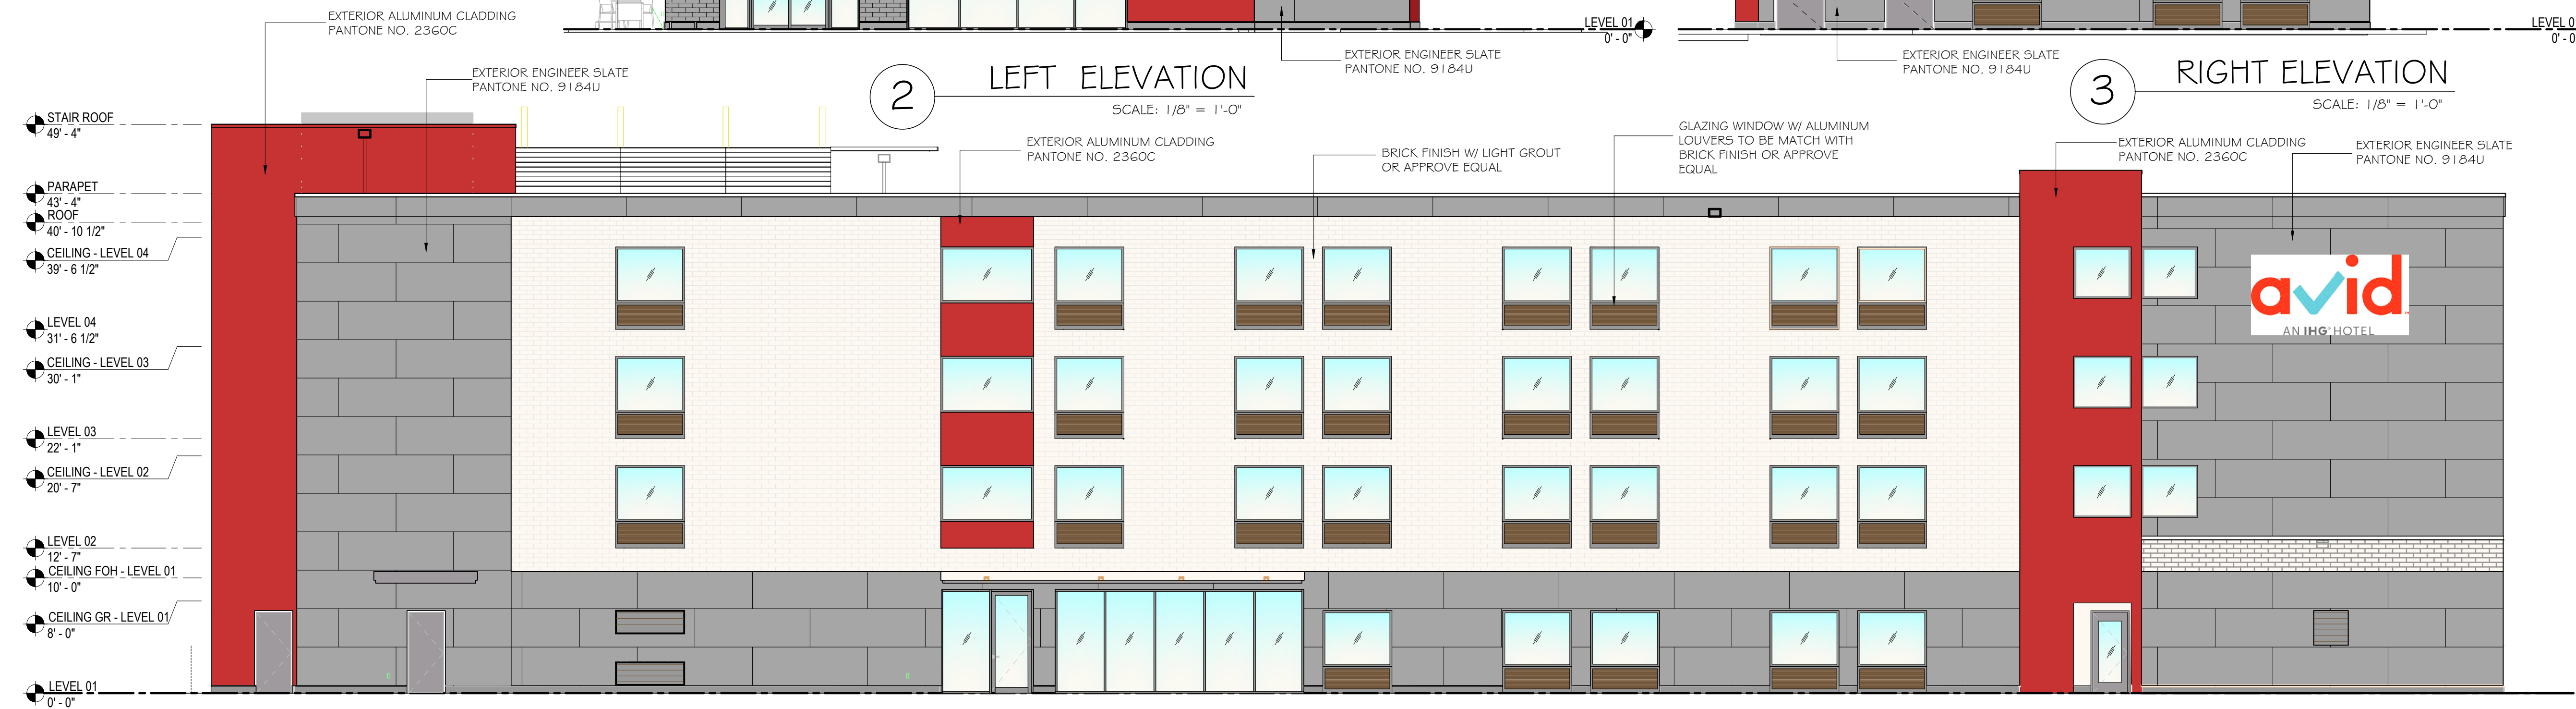 EXTERIOR ALUMINUM CLADDING
PANTONE NO. 2360C
LEVEL 01
0' - 0"
LEVEL 0
0' - 0
EXTERIOR ENGINEER SLATE
PANTONE NO. 9184U
EXTERIOR ENGINEER SLATE
PANTONE NO. 9184U
EXTERIOR ENGINEER SLATE
PANTONE NO. 9184U
2
LEFT ELEVATION
SCALE: 1/8" = 1'-0"
3
RIGHT ELEVATION
SCALE: 1/8" = 1'-0"
EXTERIOR ALUMINUM CLADDING
PANTONE NO. 2360C
BRICK FINISH W/ LIGHT GROUT
OR APPROVE EQUAL
GLAZING WINDOW W/ ALUMINUM
LOUVERS TO BE MATCH WITH
BRICK FINISH OR APPROVE
EQUAL
EXTERIOR ALUMINUM CLADDING
PANTONE NO. 2360C
EXTERIOR ENGINEER SLATE
PANTONE NO. 9184U
STAIR ROOF
49' - 4"
PARAPET
43' - 4"
ROOF
40' - 10 1/2"
CEILING - LEVEL 04
39' - 6 1/2"
LEVEL 04
31' - 6 1/2"
CEILING - LEVEL 03
30' - 1"
LEVEL 03
22' - 1"
CEILING - LEVEL 02
20' - 7"
LEVEL 02
12' - 7"
CEILING FOH - LEVEL 01
10' - 0"
CEILING GR - LEVEL 01
8' - 0"
LEVEL 01
0' - 0"
avid
AN IHG® HOTEL